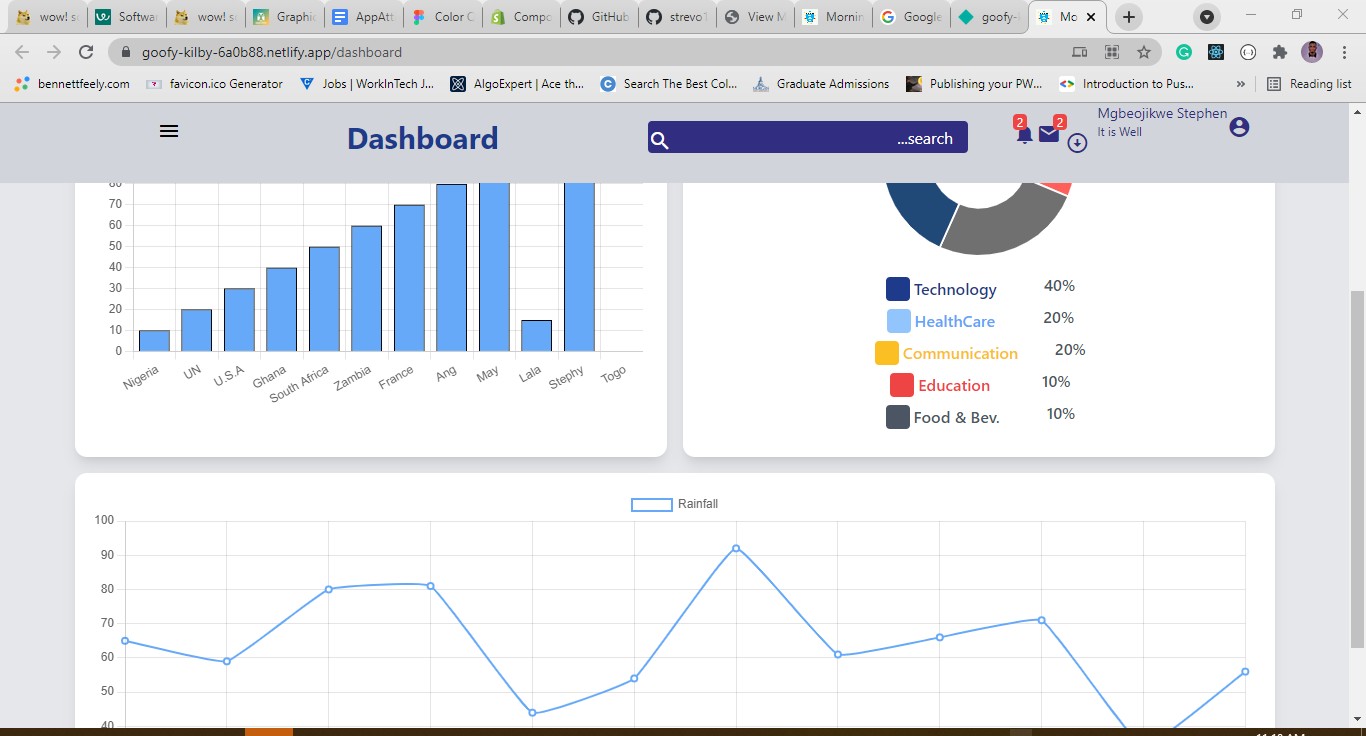 wow! s
Softwar
wow! s
Graphi
AppAtt
Color C
Compo
GitHub
strevo1
View M
Mornin
Google
goofy-
Mo
goofy-kilby-6a0b88.netlify.app/dashboard
bennettfeely.com
favicon.ico Generator
Jobs | WorkInTech J...
AlgoExpert | Ace th...
Search The Best Col...
Graduate Admissions
Publishing your PW...
Introduction to Pus...
»
Reading list
Dashboard
...search
2
2
Mgbeojikwe Stephen
It is Well
80
70
60
50
40
30
20
10
0
Nigeria
UN
U.S.A
Ghana
South Africa
Zambia
France
Ang
May
Lala
Stephy
Togo
Technology 40%
HealthCare 20%
Communication 20%
Education 10%
Food & Bev. 10%
Rainfall
100
90
80
70
60
50
40